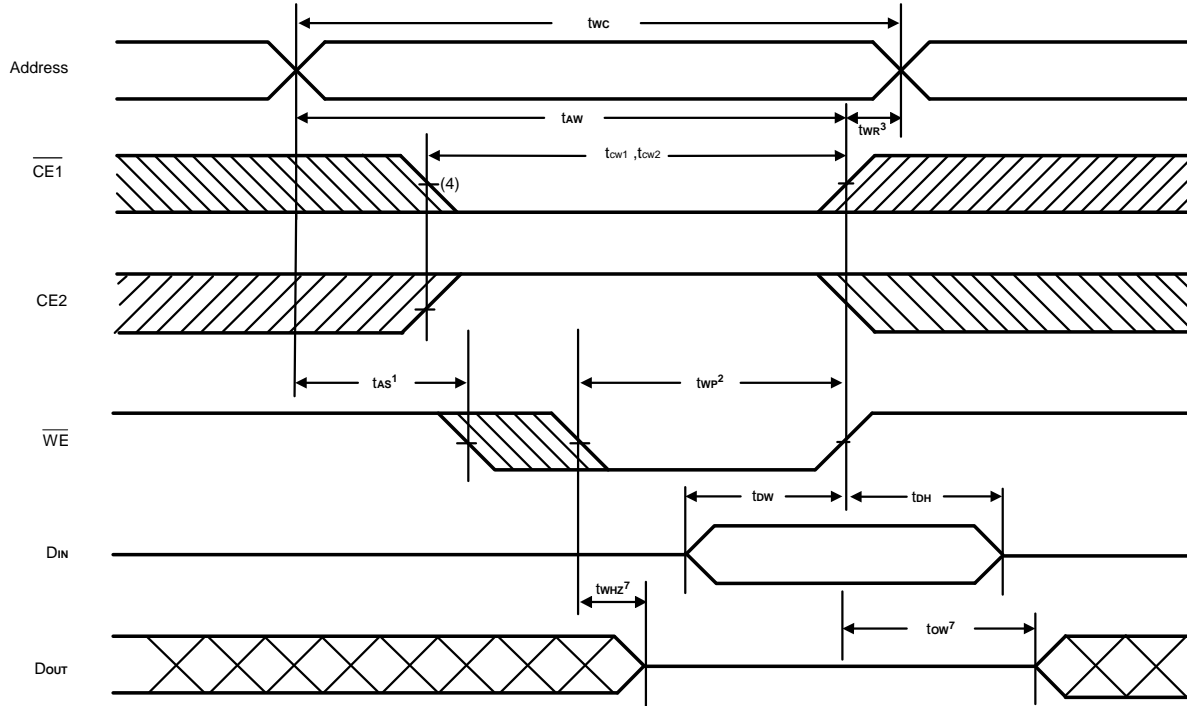 tWC
Address
tAW
tWR³
tCW1 ,tCW2
CE1
(4)
CE2
tAS¹
tWP²
WE
tDW
tDH
DIN
tWHZ⁷
tOW⁷
DOUT